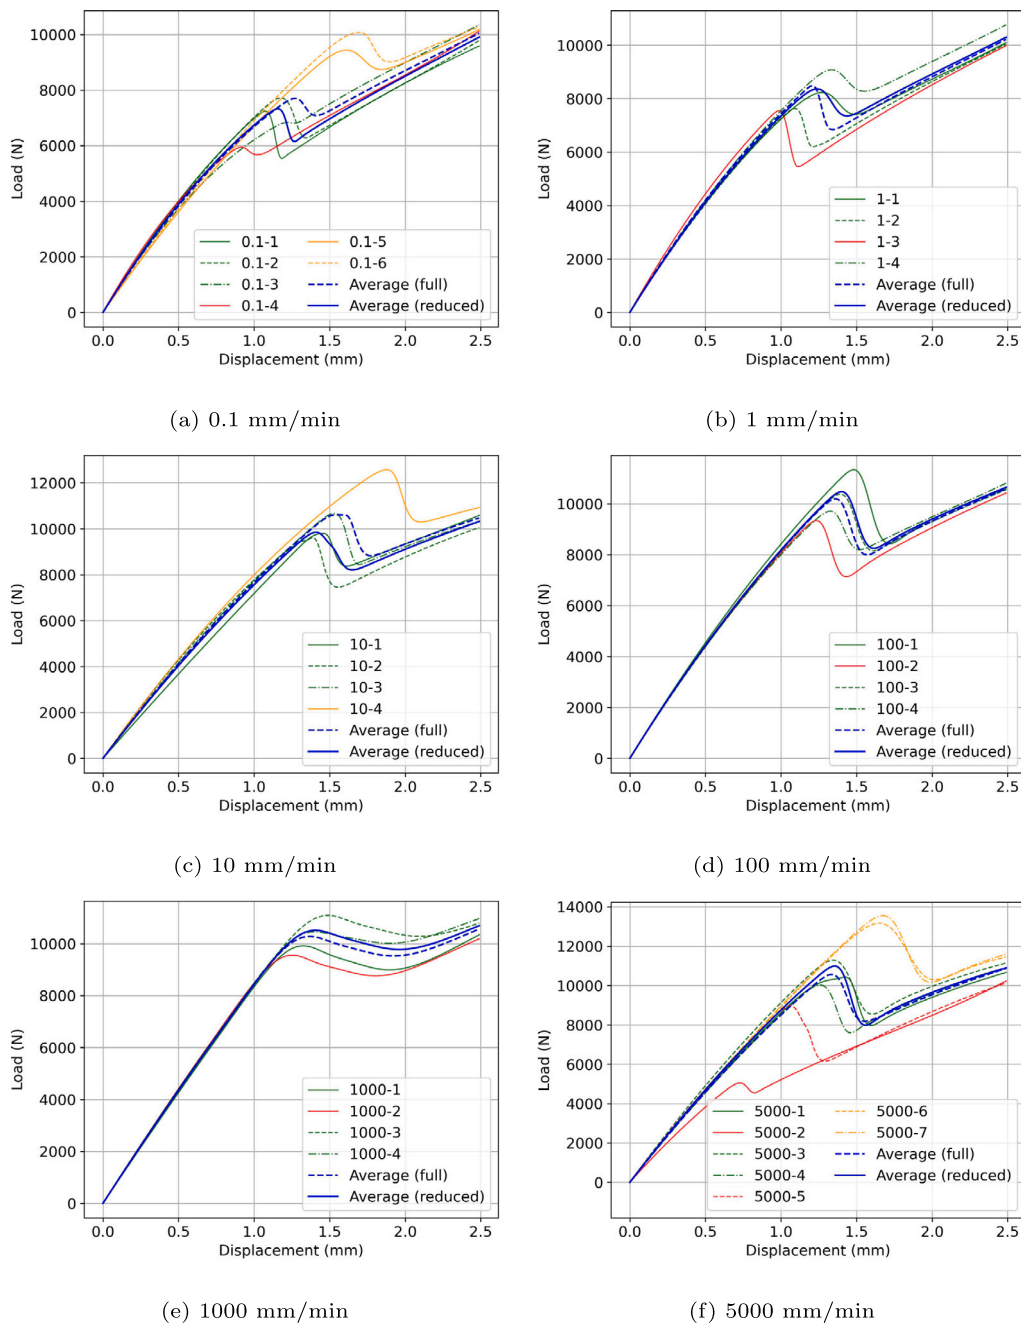 10000
8000
6000
4000
2000
0
Load (N)
0.1-1
0.1-2
0.1-3
0.1-4
0.1-5
0.1-6
Average (full)
Average (reduced)
0.0 0.5 1.0 1.5 2.0 2.5
Displacement (mm)
(a) 0.1 mm/min
10000
8000
6000
4000
2000
0
Load (N)
1-1
1-2
1-3
1-4
Average (full)
Average (reduced)
0.0 0.5 1.0 1.5 2.0 2.5
Displacement (mm)
(b) 1 mm/min
12000
10000
8000
6000
4000
2000
0
Load (N)
10-1
10-2
10-3
10-4
Average (full)
Average (reduced)
0.0 0.5 1.0 1.5 2.0 2.5
Displacement (mm)
(c) 10 mm/min
10000
8000
6000
4000
2000
0
Load (N)
100-1
100-2
100-3
100-4
Average (full)
Average (reduced)
0.0 0.5 1.0 1.5 2.0 2.5
Displacement (mm)
(d) 100 mm/min
10000
8000
6000
4000
2000
0
Load (N)
1000-1
1000-2
1000-3
1000-4
Average (full)
Average (reduced)
0.0 0.5 1.0 1.5 2.0 2.5
Displacement (mm)
(e) 1000 mm/min
14000
12000
10000
8000
6000
4000
2000
0
Load (N)
5000-1
5000-2
5000-3
5000-4
5000-5
5000-6
5000-7
Average (full)
Average (reduced)
0.0 0.5 1.0 1.5 2.0 2.5
Displacement (mm)
(f) 5000 mm/min